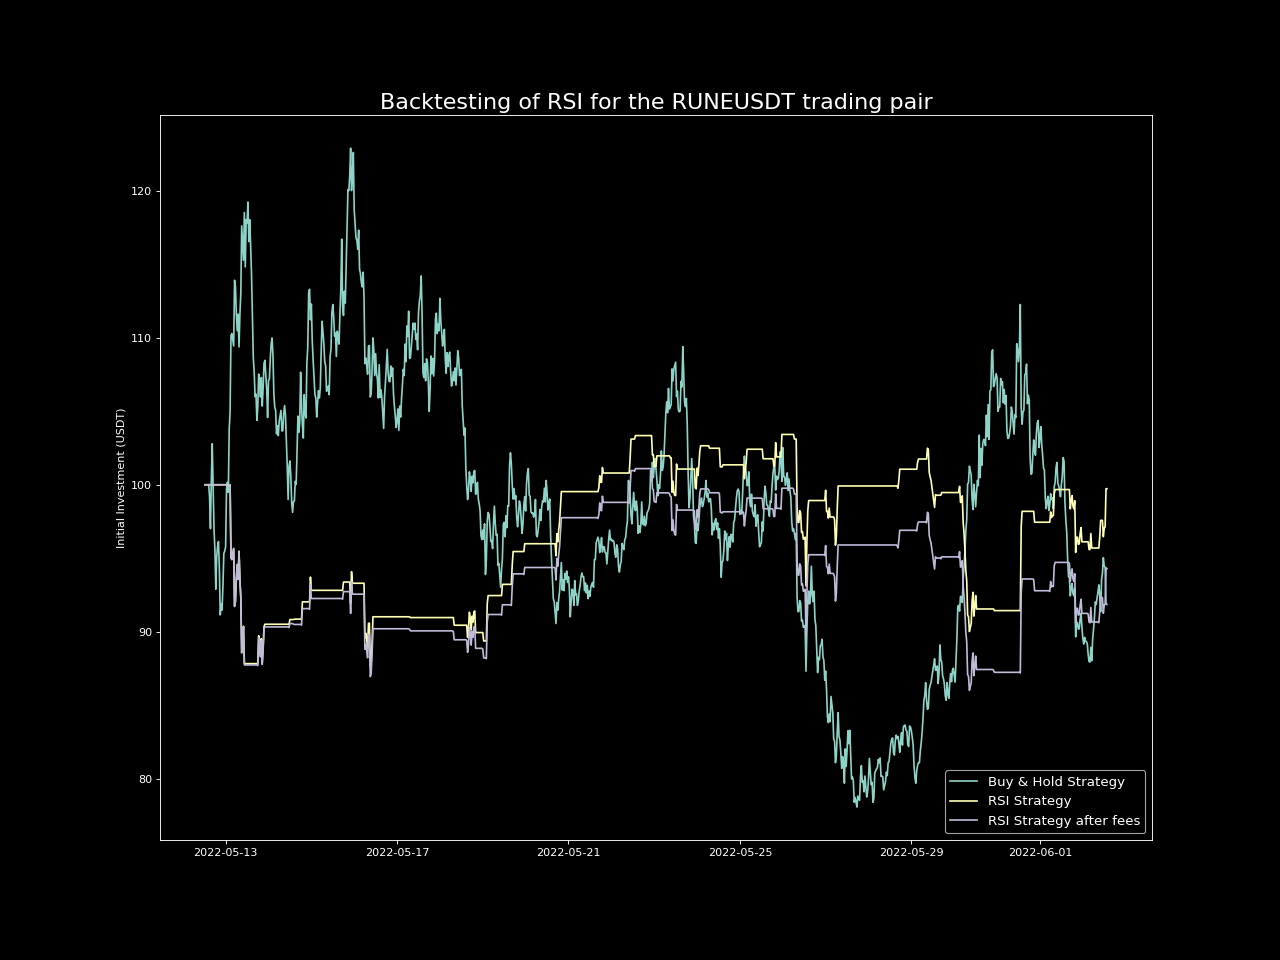 Backtesting of RSI for the RUNEUSDT trading pair
Initial Investment (USDT)
120
110
100
90
80
2022-05-13
2022-05-17
2022-05-21
2022-05-25
2022-05-29
2022-06-01
Buy & Hold Strategy
RSI Strategy
RSI Strategy after fees